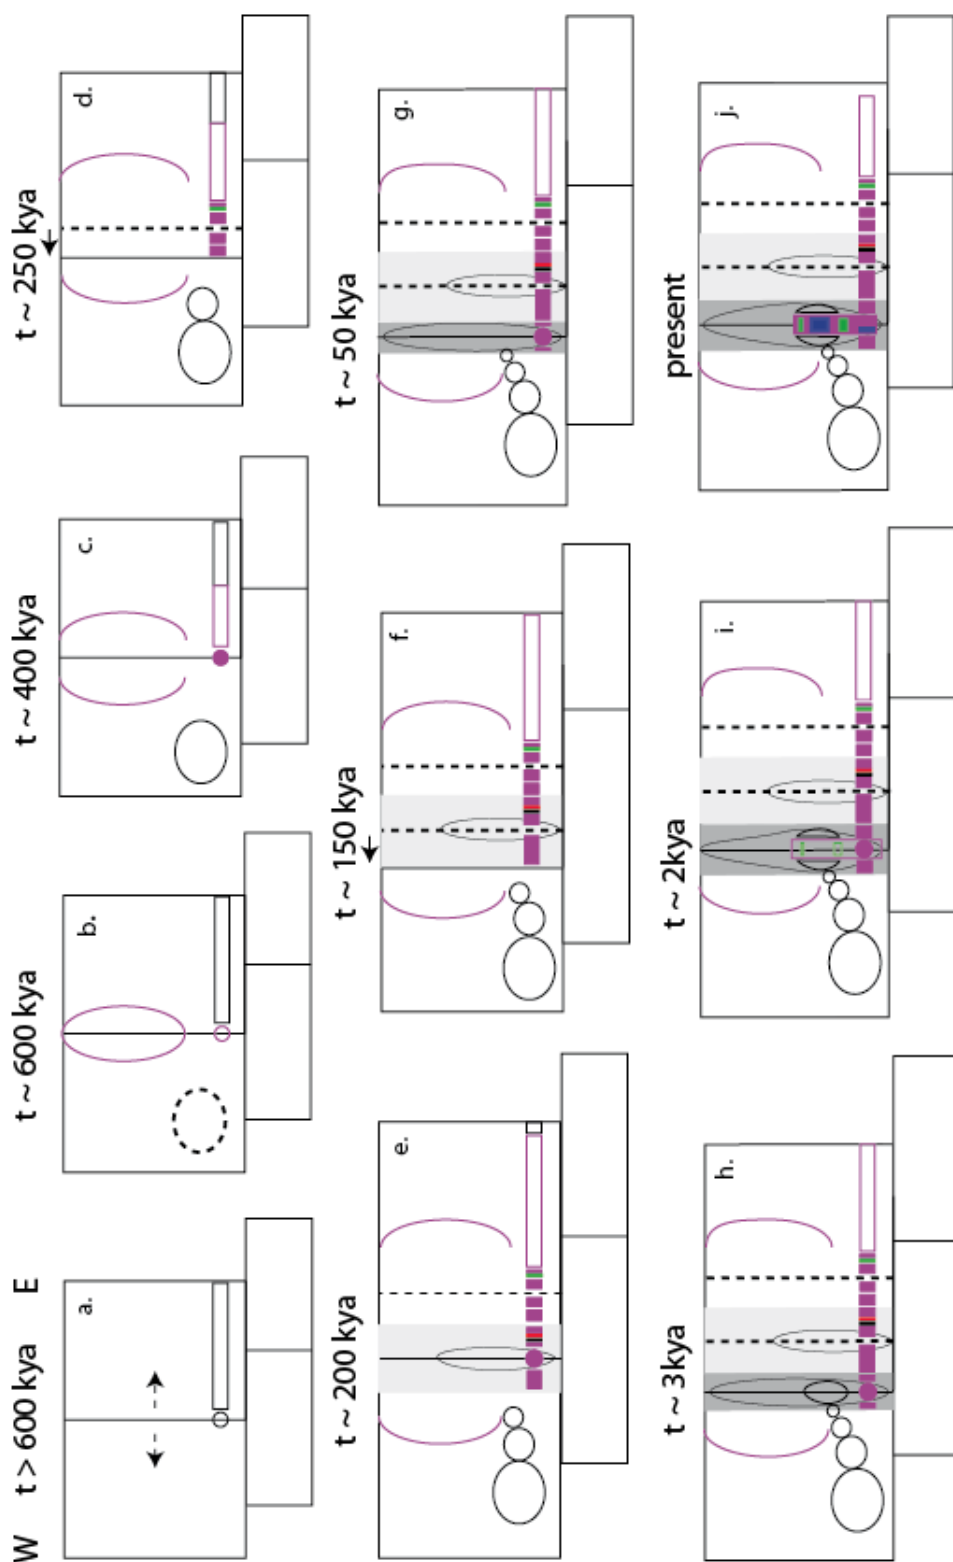 W t > 600 kya E
a.
t ~ 600 kya
b.
t ~ 400 kya
c.
t ~ 250 kya
d.
t ~ 200 kya
e.
t ~ 150 kya
f.
t ~ 50 kya
g.
t ~ 3kya
h.
t ~ 2kya
i.
present
j.